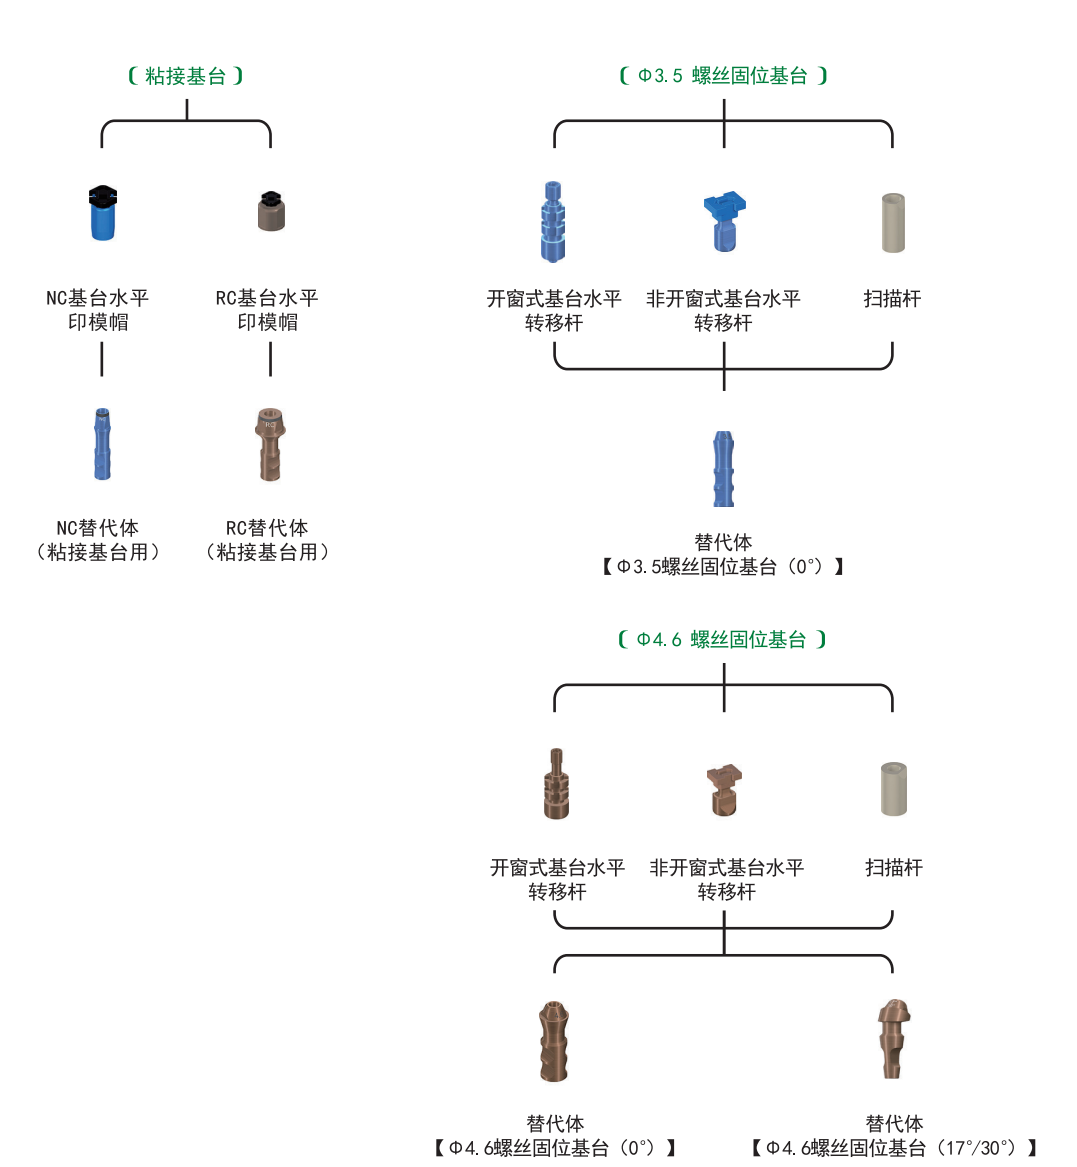 〔 粘接基台 〕
NC基台水平
印模帽
RC基台水平
印模帽
NC替代体
（粘接基台用）
RC替代体
（粘接基台用）
〔 Φ3.5 螺丝固位基台 〕
开窗式基台水平
转移杆
非开窗式基台水平
转移杆
扫描杆
替代体
【Φ3.5螺丝固位基台（0°）】
〔 Φ4.6 螺丝固位基台 〕
开窗式基台水平
转移杆
非开窗式基台水平
转移杆
扫描杆
替代体
【Φ4.6螺丝固位基台（0°）】
替代体
【Φ4.6螺丝固位基台（17°/30°）】